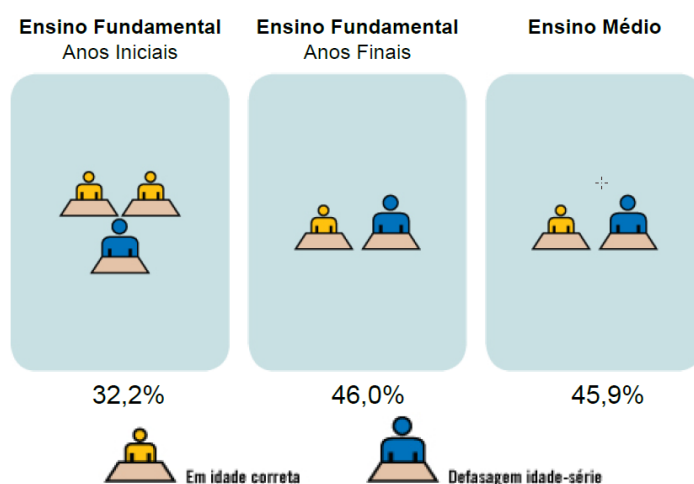 Ensino Fundamental
Anos Iniciais
Ensino Fundamental
Anos Finais
Ensino Médio
32,2%
46,0%
45,9%
Em idade correta
Defasagem idade-série